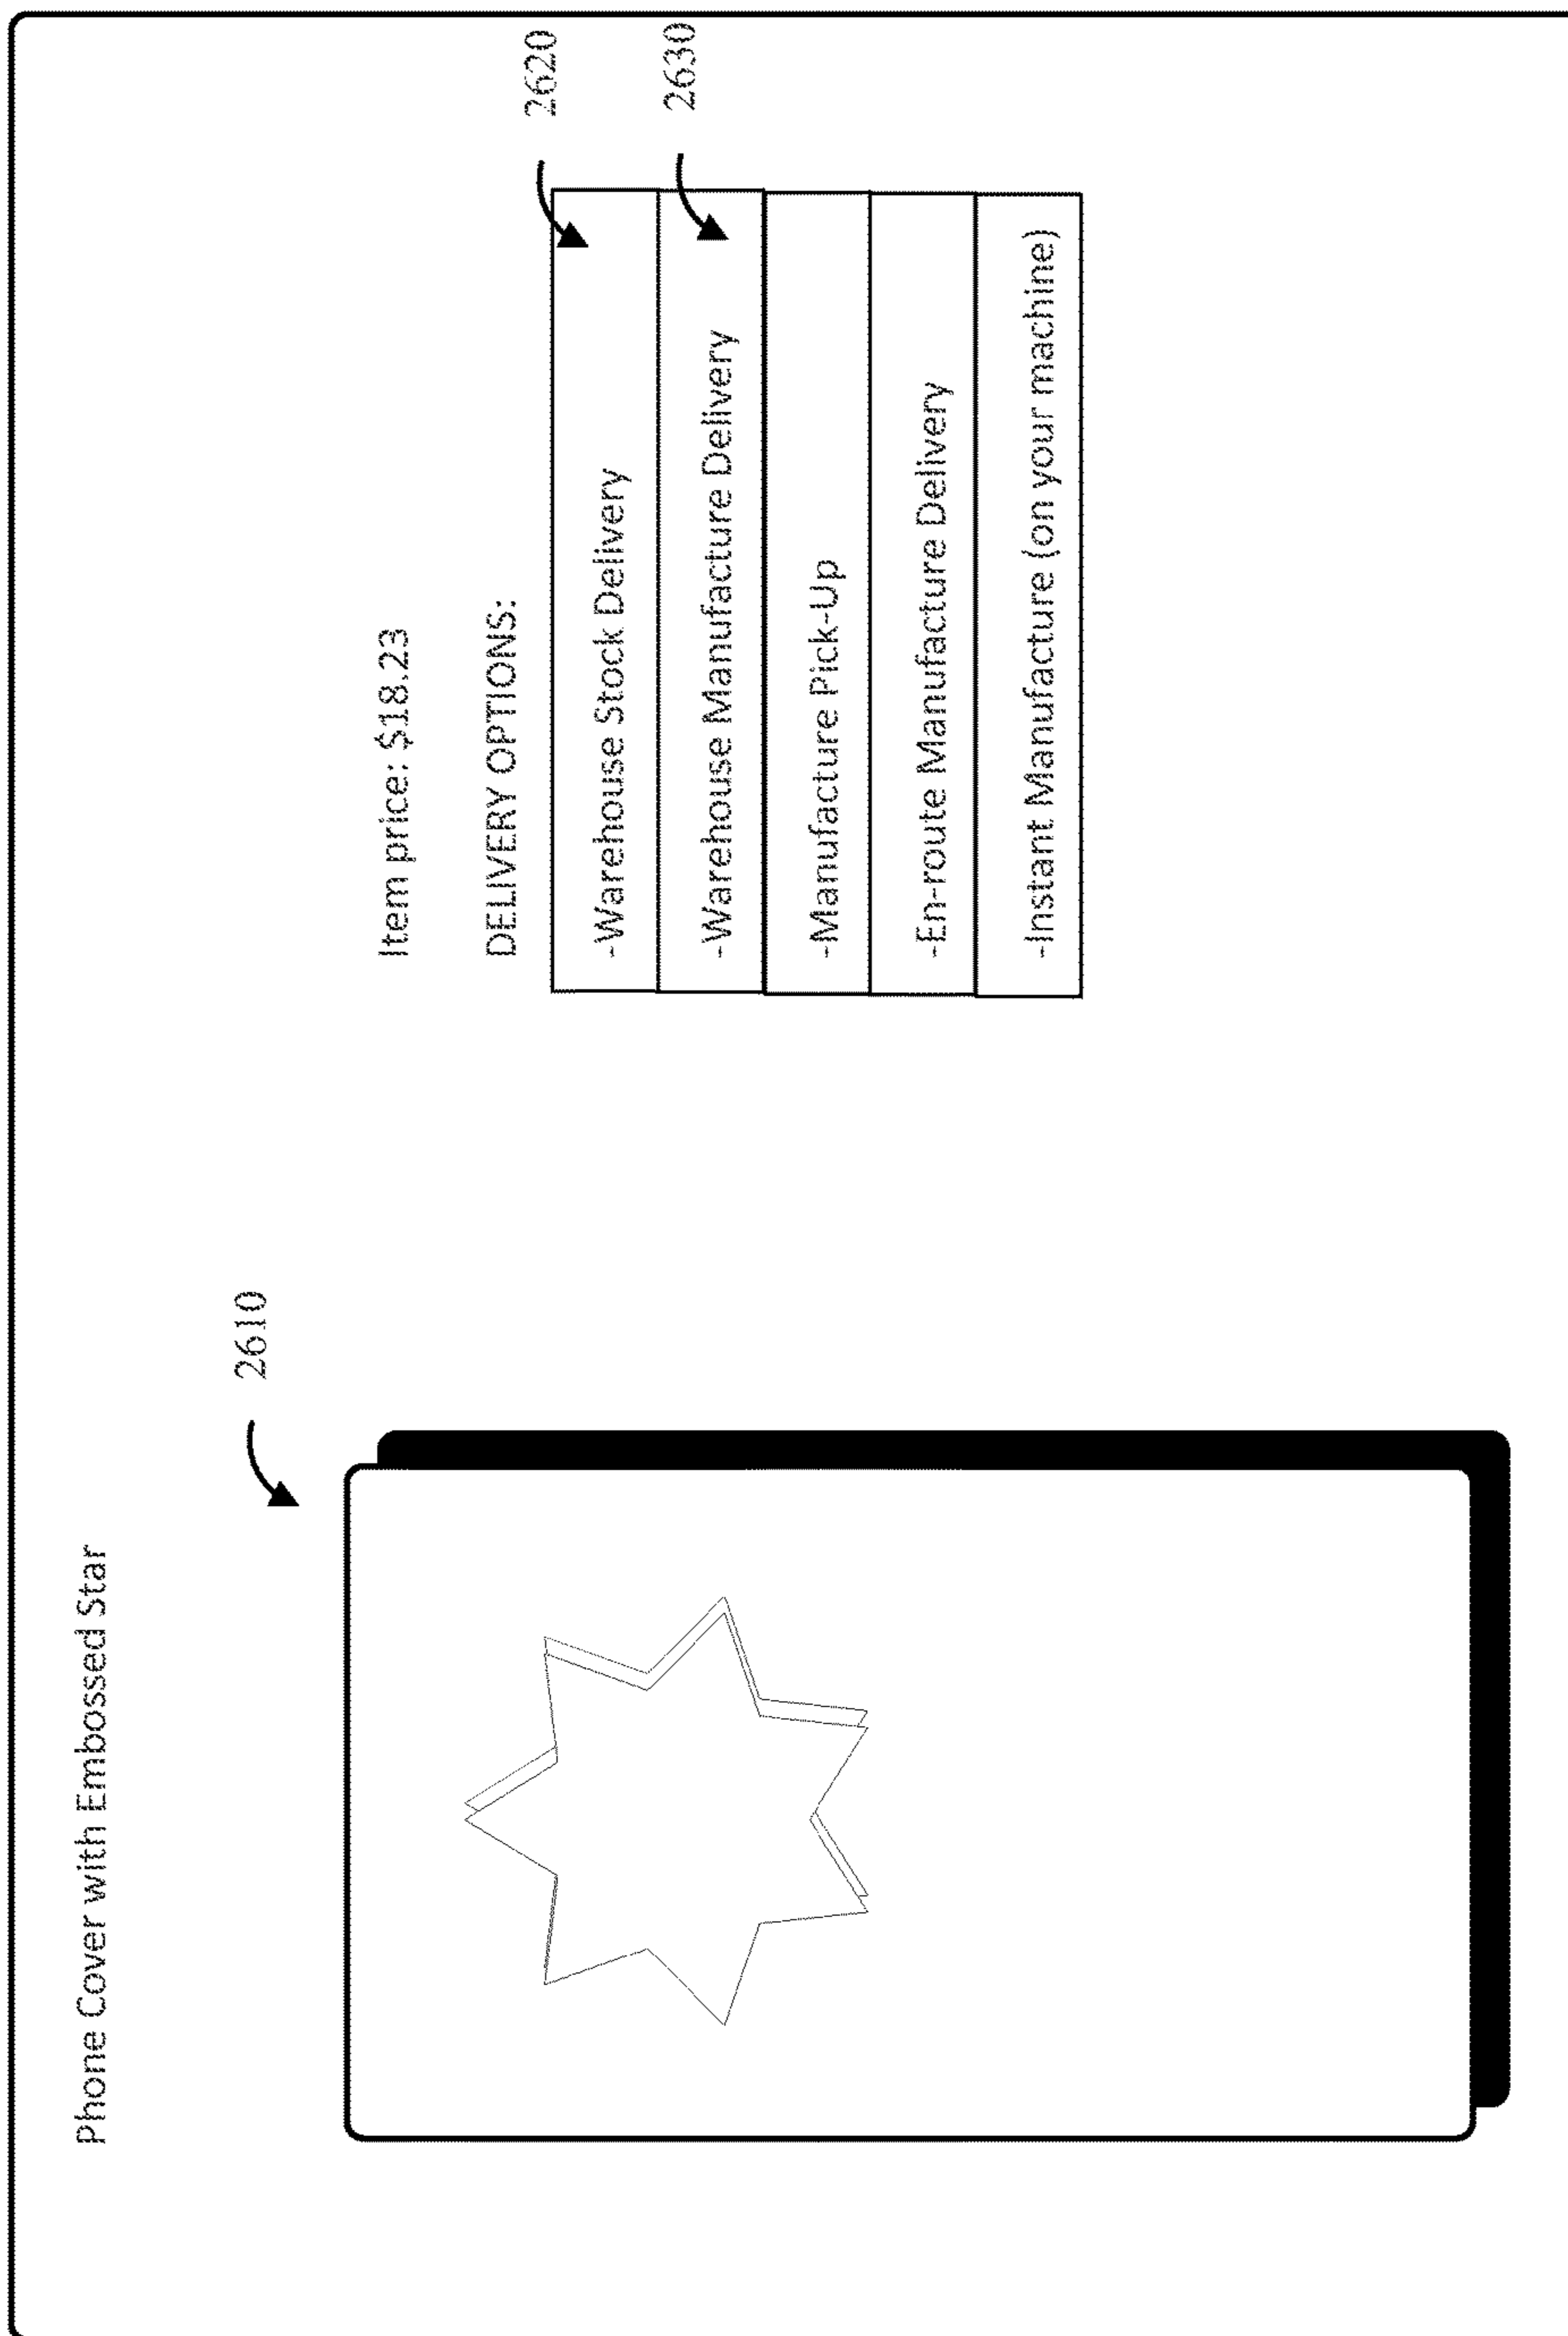 Phone Cover with Embossed Star
2610
Item price: $18.23
DELIVERY OPTIONS:
2620
-Warehouse Stock Delivery
2630
-Warehouse Manufacture Delivery
-Manufacture Pick-Up
-En-route Manufacture Delivery
-Instant Manufacture (on your machine)